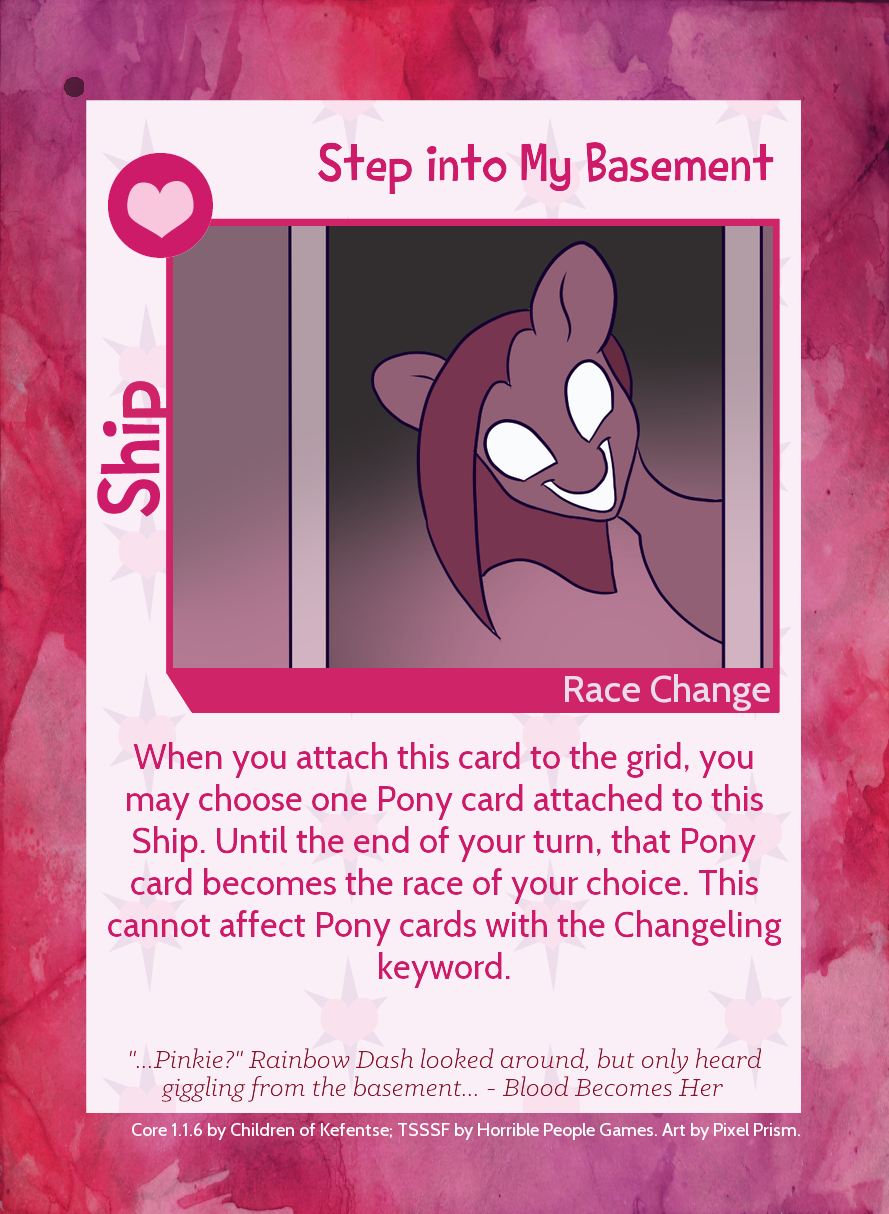 Step into My Basement
Ship
Race Change
When you attach this card to the grid, you
may choose one Pony card attached to this
Ship. Until the end of your turn, that Pony
card becomes the race of your choice. This
cannot affect Pony cards with the Changeling
keyword.
"...Pinkie?" Rainbow Dash looked around, but only heard
giggling from the basement... - Blood Becomes Her
Core 1.1.6 by Children of Kefentse; TSSSF by Horrible People Games. Art by Pixel Prism.